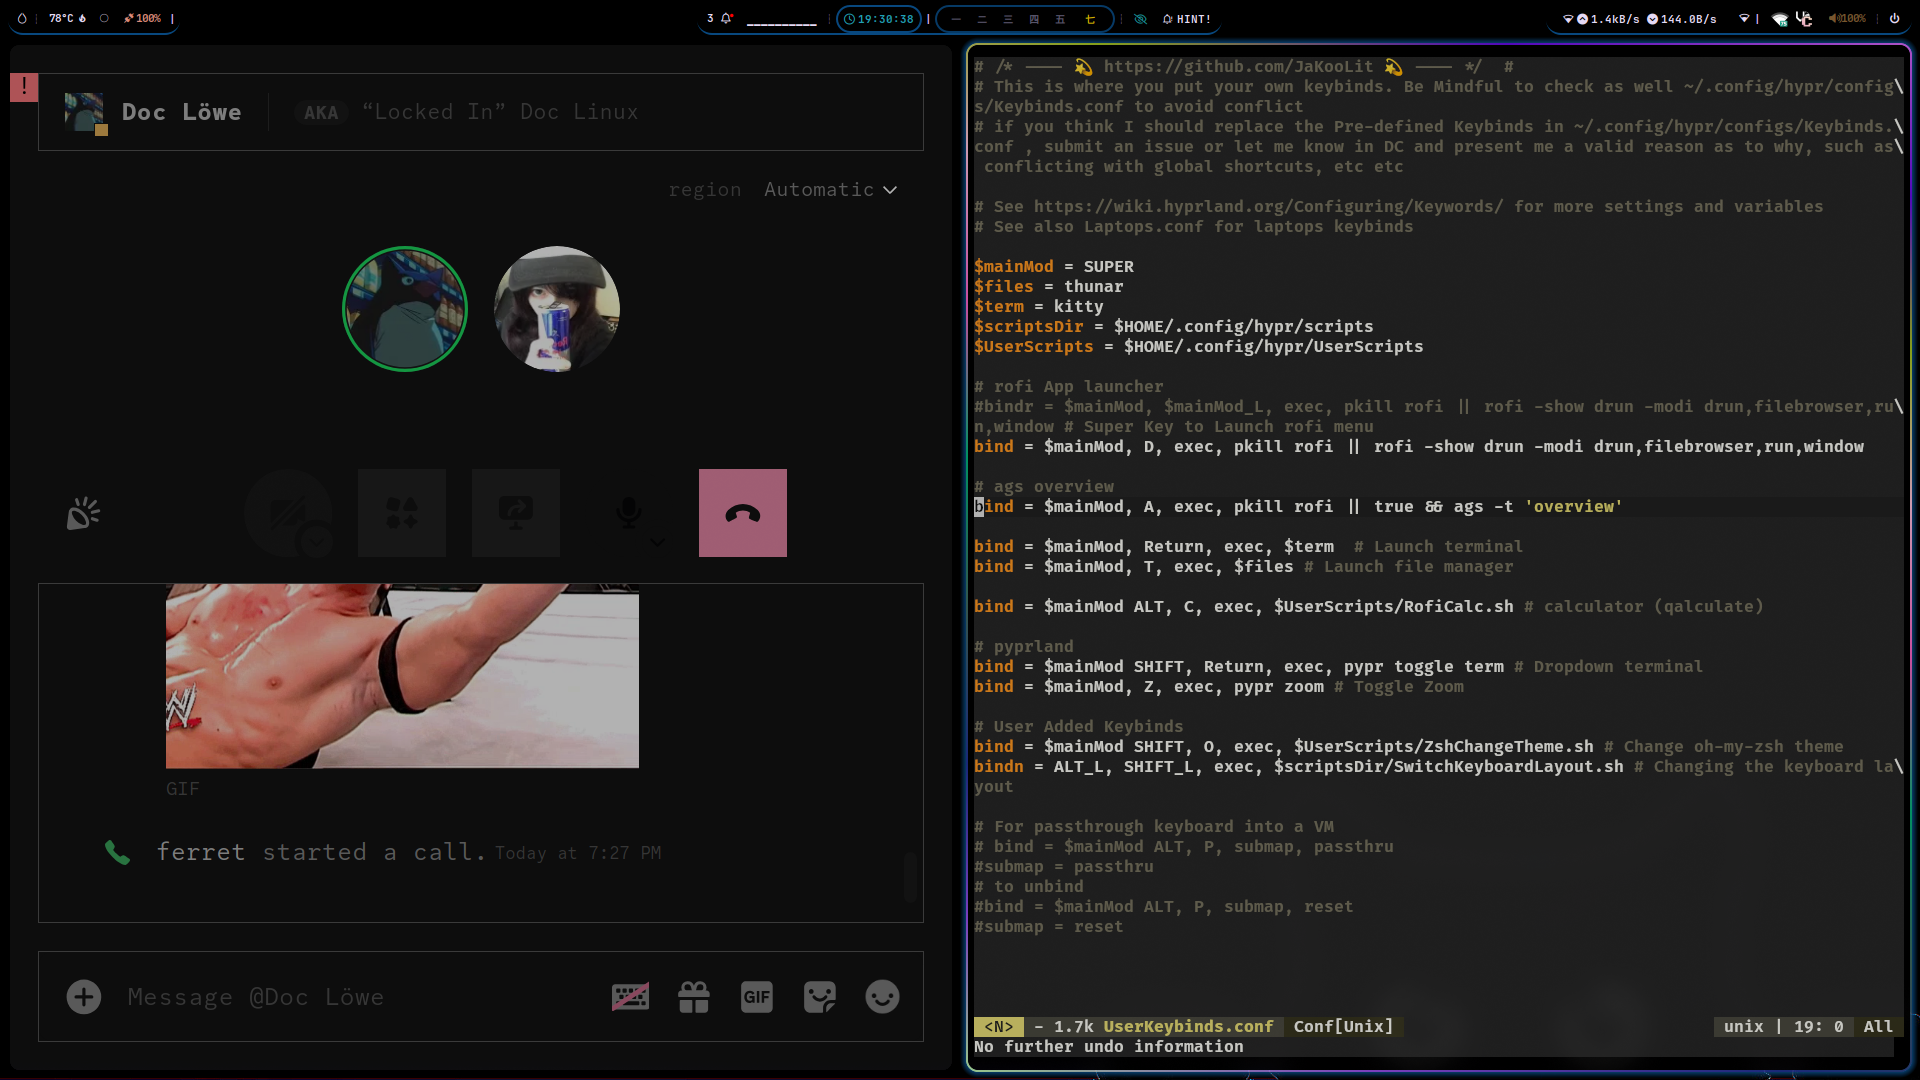 78°C
100%
3
19:30:38
一 二 三 四 五 七
HINT!
1.4kB/s
144.0B/s
100%
!
Doc Löwe
AKA “Locked In” Doc Linux
region Automatic
W
GIF
ferret started a call. Today at 7:27 PM
Message @Doc Löwe
GIF
# /* ---- 💫 https://github.com/JaKooLit 💫 ---- */  #
# This is where you put your own keybinds. Be Mindful to check as well ~/.config/hypr/config\
s/Keybinds.conf to avoid conflict
# if you think I should replace the Pre-defined Keybinds in ~/.config/hypr/configs/Keybinds.\
conf , submit an issue or let me know in DC and present me a valid reason as to why, such as\
 conflicting with global shortcuts, etc etc
# See https://wiki.hyprland.org/Configuring/Keywords/ for more settings and variables
# See also Laptops.conf for laptops keybinds
$mainMod = SUPER
$files = thunar
$term = kitty
$scriptsDir = $HOME/.config/hypr/scripts
$UserScripts = $HOME/.config/hypr/UserScripts
# rofi App launcher
#bindr = $mainMod, $mainMod_L, exec, pkill rofi || rofi -show drun -modi drun,filebrowser,ru\
n,window # Super Key to Launch rofi menu
bind = $mainMod, D, exec, pkill rofi || rofi -show drun -modi drun,filebrowser,run,window
# ags overview
bind = $mainMod, A, exec, pkill rofi || true && ags -t 'overview'
bind = $mainMod, Return, exec, $term  # Launch terminal
bind = $mainMod, T, exec, $files # Launch file manager
bind = $mainMod ALT, C, exec, $UserScripts/RofiCalc.sh # calculator (qalculate)
# pyprland
bind = $mainMod SHIFT, Return, exec, pypr toggle term # Dropdown terminal
bind = $mainMod, Z, exec, pypr zoom # Toggle Zoom
# User Added Keybinds
bind = $mainMod SHIFT, O, exec, $UserScripts/ZshChangeTheme.sh # Change oh-my-zsh theme
bindn = ALT_L, SHIFT_L, exec, $scriptsDir/SwitchKeyboardLayout.sh # Changing the keyboard la\
yout
# For passthrough keyboard into a VM
# bind = $mainMod ALT, P, submap, passthru
#submap = passthru
# to unbind
#bind = $mainMod ALT, P, submap, reset
#submap = reset
<N> - 1.7k UserKeybinds.conf Conf[Unix] unix | 19: 0 All
No further undo information